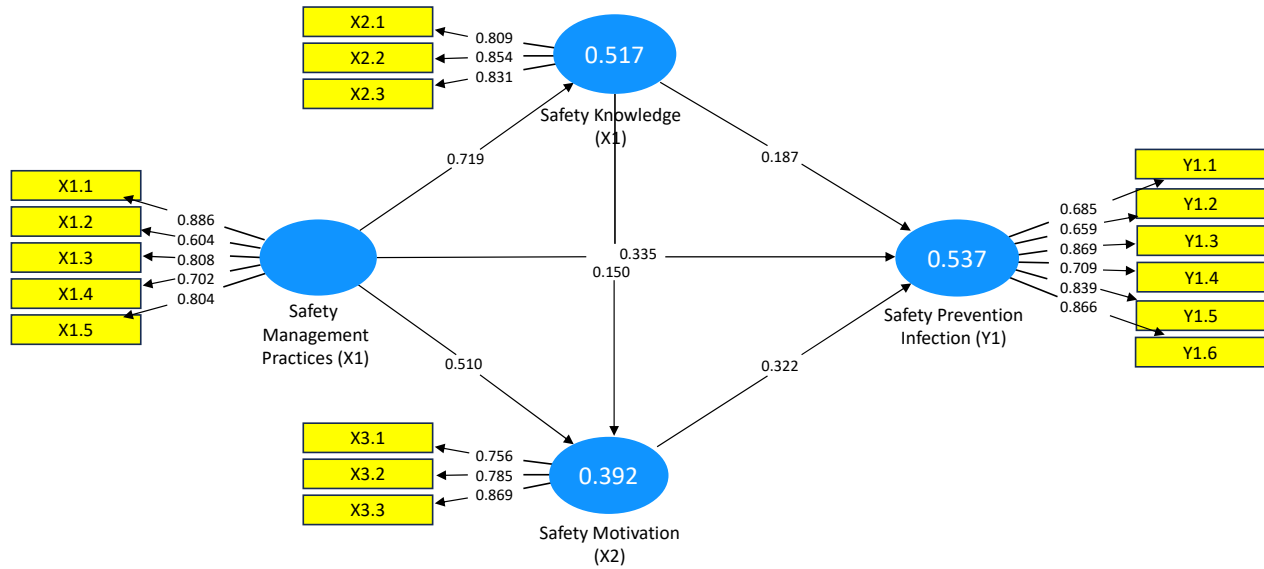 X2.1
X2.2
X2.3
0.809
0.854
0.831
0.517
Safety Knowledge
(X1)
0.719
0.187
X1.1
X1.2
X1.3
X1.4
X1.5
0.886
0.604
0.808
0.702
0.804
Safety
Management
Practices (X1)
0.335
0.150
0.537
Safety Prevention
Infection (Y1)
0.685
0.659
0.869
0.709
0.839
0.866
Y1.1
Y1.2
Y1.3
Y1.4
Y1.5
Y1.6
0.510
0.322
X3.1
X3.2
X3.3
0.756
0.785
0.869
0.392
Safety Motivation
(X2)